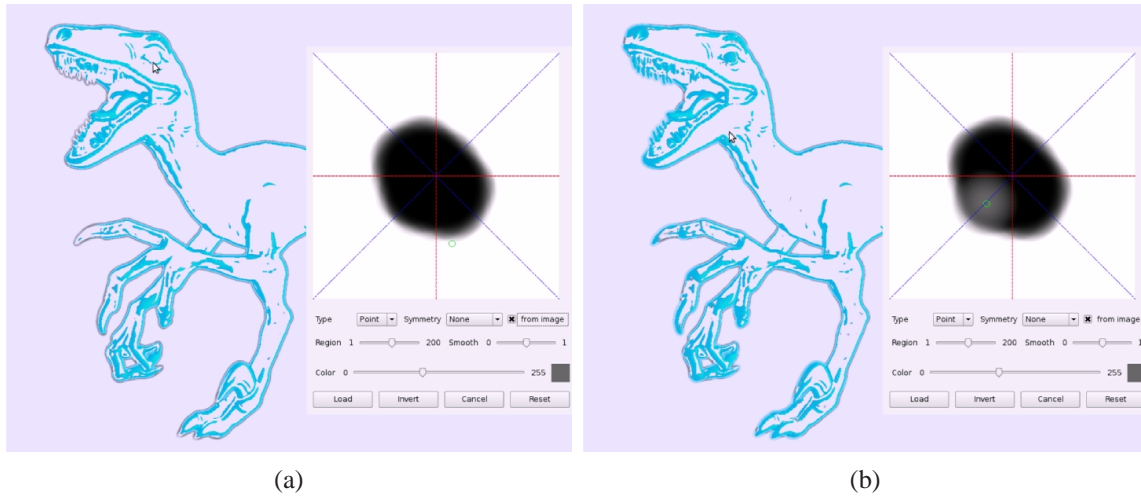 Type Point Symmetry None from image
Region 1 200 Smooth 0 1
Color 0 255
Load Invert Cancel Reset
Type Point Symmetry None from image
Region 1 200 Smooth 0 1
Color 0 255
Load Invert Cancel Reset
(a) (b)